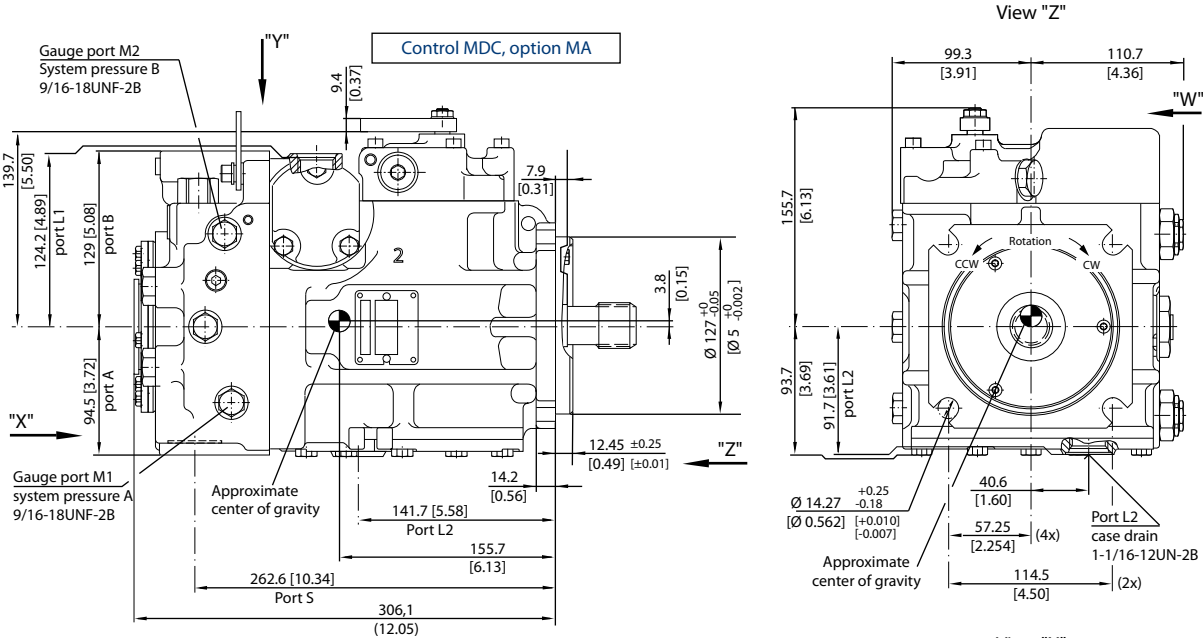 View "Z"
Gauge port M2
System pressure B
9/16-18UNF-2B
"Y"
Control MDC, option MA
9.4
[0.37]
99.3
[3.91]
110.7
[4.36]
"W"
139.7
[5.50]
124.2 [4.89]
port L1
129 [5.08]
port B
7.9
[0.31]
2
3.8
[0.15]
Ø 127 +0 -0.05
[Ø 5 +0 -0.002]
155.7
[6.13]
Rotation
CCW
CW
94.5 [3.72]
port A
93.7
[3.69]
91.7 [3.61]
port L2
"X"
12.45 ±0.25
[0.49] [±0.01]
"Z"
Gauge port M1
system pressure A
9/16-18UNF-2B
Approximate
center of gravity
14.2
[0.56]
141.7 [5.58]
Port L2
155.7
[6.13]
262.6 [10.34]
Port S
306,1
(12.05)
40.6
[1.60]
Ø 14.27 +0.25 -0.18
[Ø 0.562] [+0.010] [-0.007]
57.25
[2.254]
(4x)
Port L2
case drain
1-1/16-12UN-2B
Approximate
center of gravity
114.5
[4.50]
(2x)